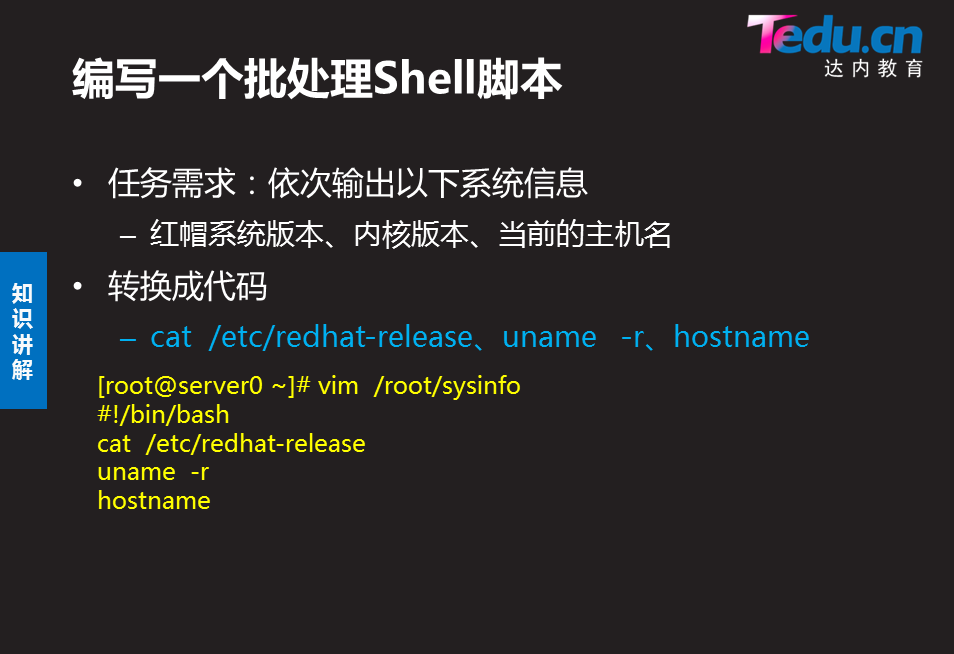 Tedu.cn
达内教育
编写一个批处理Shell脚本
• 任务需求：依次输出以下系统信息
– 红帽系统版本、内核版本、当前的主机名
• 转换成代码
– cat /etc/redhat-release、uname -r、hostname
知识讲解
[root@server0 ~]# vim /root/sysinfo
#!/bin/bash
cat /etc/redhat-release
uname -r
hostname